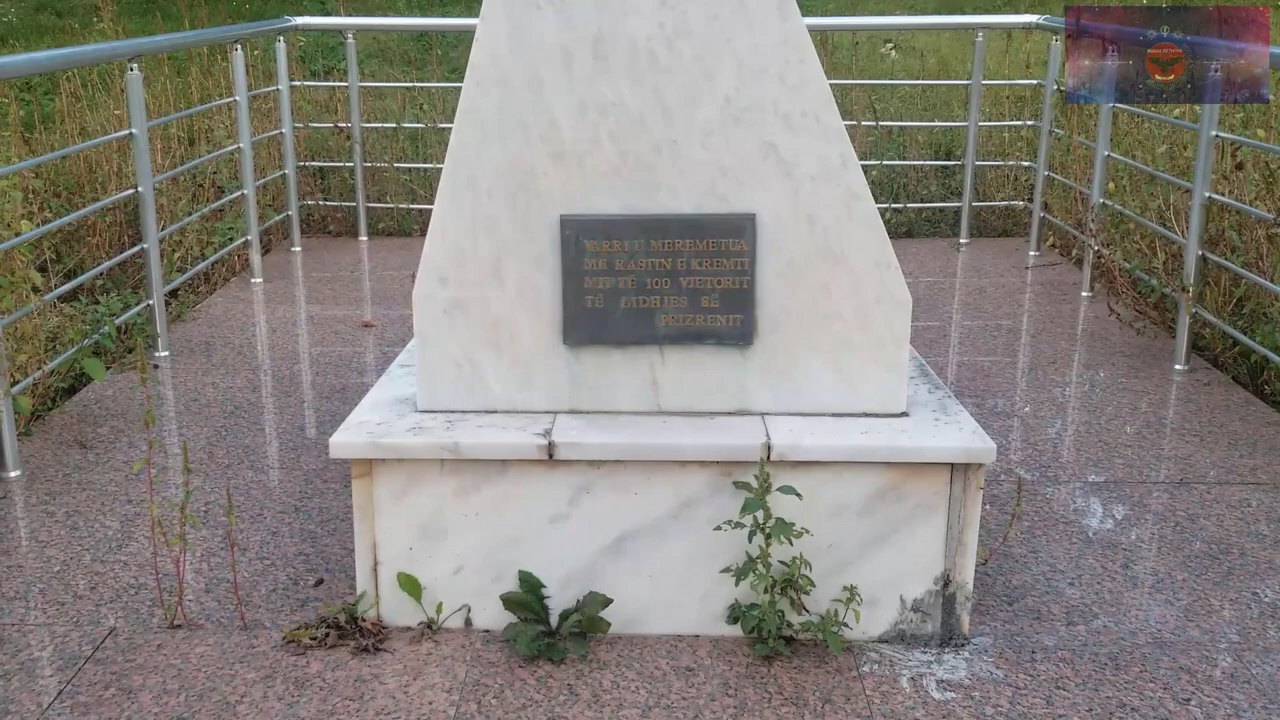 VARRI U MEREMETUA
ME RASTIN E KREMTI
MIT TË 100 VJETORIT
TË LIDHJES SË
PRIZRENIT